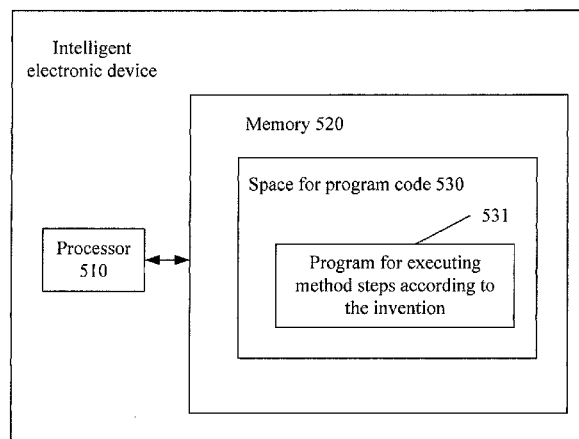 Intelligent
electronic device
Memory 520
Space for program code 530
531
Processor
510
Program for executing
method steps according to
the invention